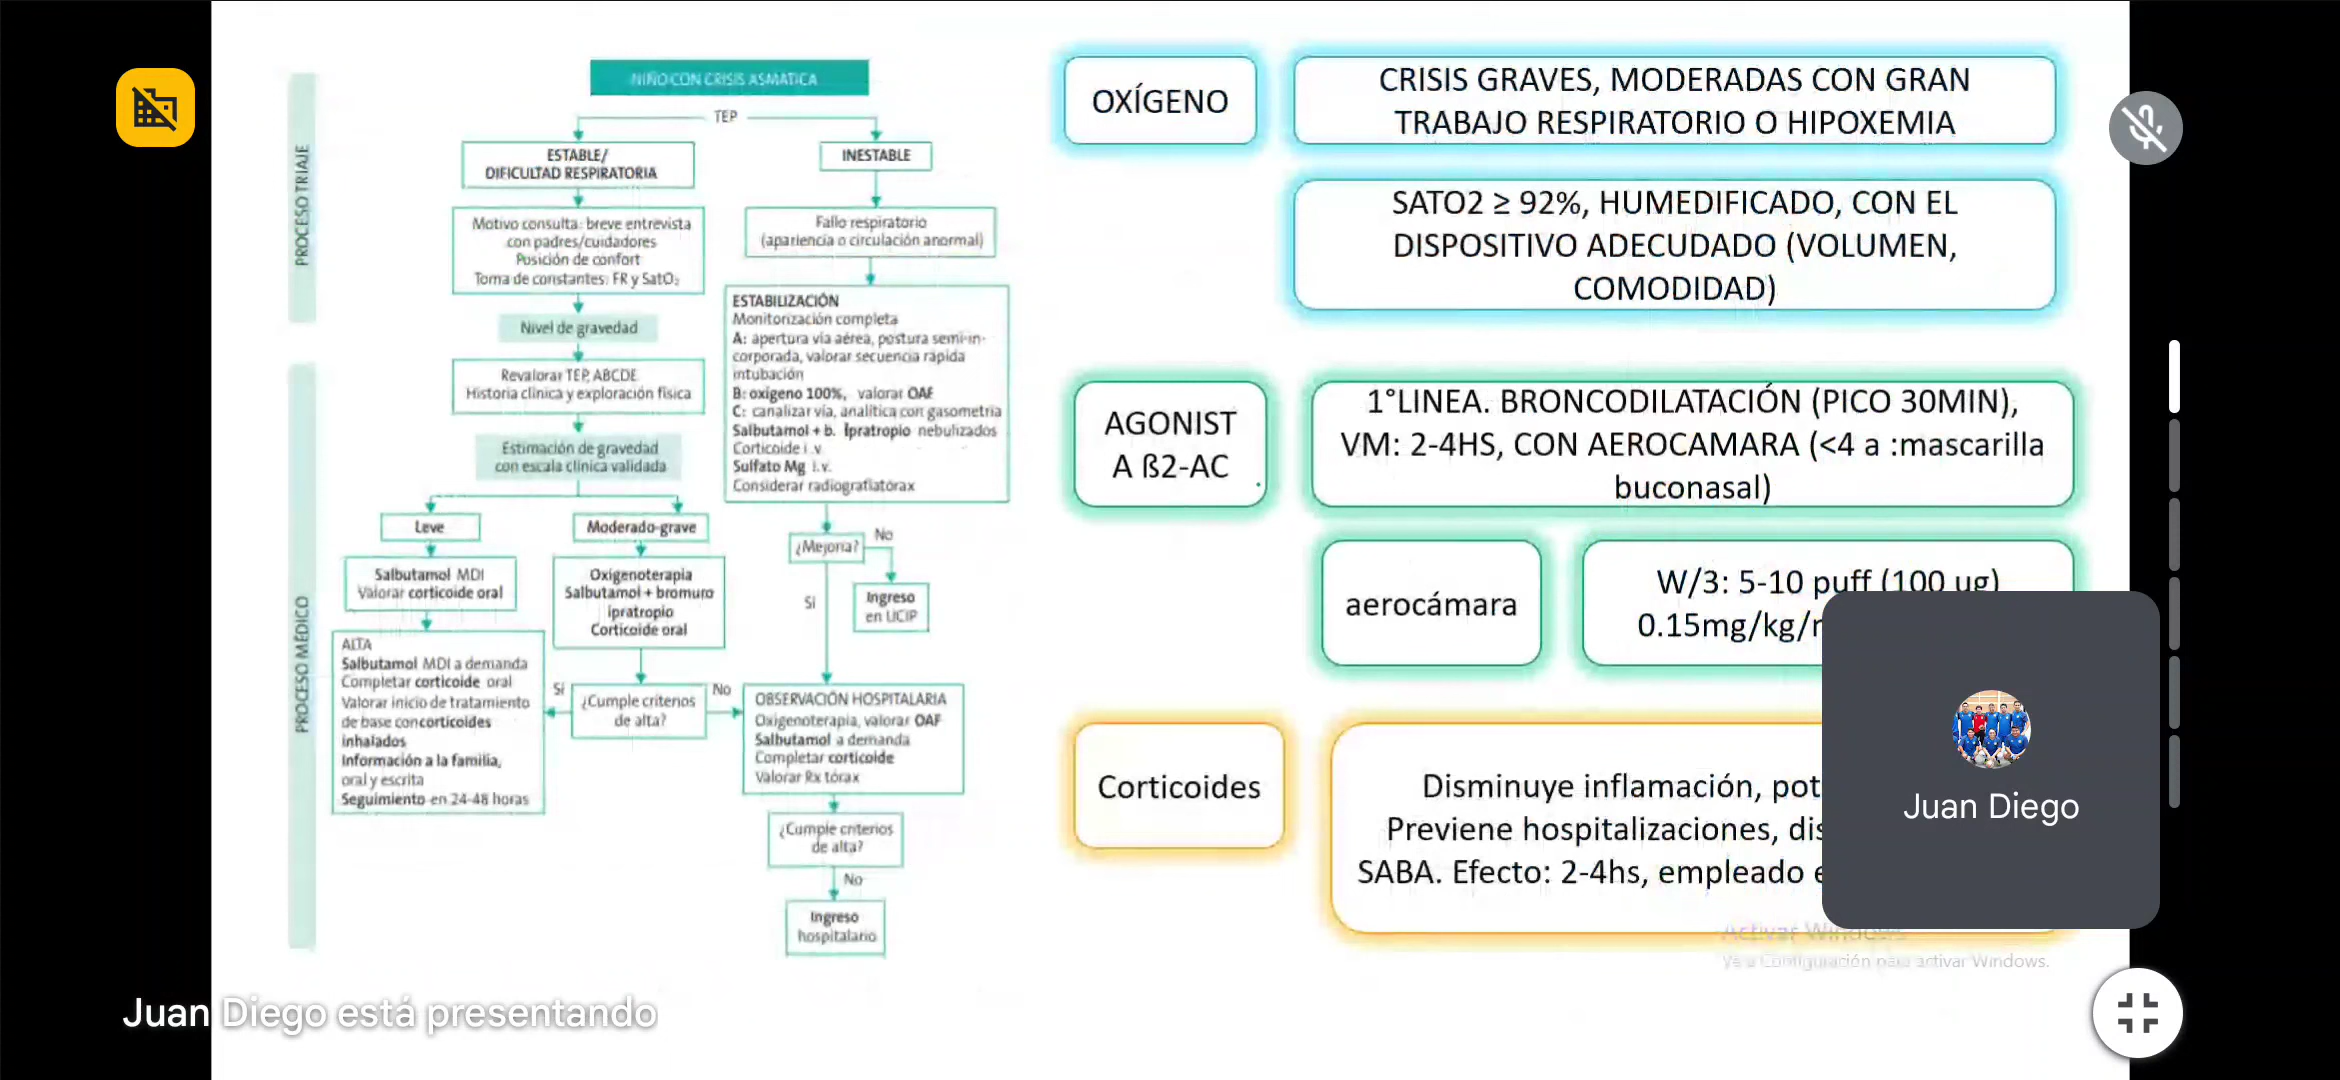 NIÑO CON CRISIS ASMATICA
TEP
ESTABLE/
DIFICULTAD RESPIRATORIA
INESTABLE
PROCESO TRIAJE
Motivo consulta: breve entrevista
con padres/cuidadores
Posición de confort
Toma de constantes: FR y SatO₂
Fallo respiratorio
(apariencia o circulación anormal)
Nivel de gravedad
Revalorar TEP, ABCDE
Historia clínica y exploración física
ESTABILIZACIÓN
Monitorización completa
A: apertura vía aérea, postura semi-in-
corporada, valorar secuencia rápida
intubación
B: oxígeno 100%, valorar OAF
C: canalizar vía, analítica con gasometría
Salbutamol + b. Ipratropio nebulizados
Corticoide i.v.
Sulfato Mg i.v.
Considerar radiografía tórax
Estimación de gravedad
con escala clínica validada
PROCESO MÉDICO
Leve
Moderado-grave
¿Mejoría?
No
Sí
Salbutamol MDI
Valorar corticoide oral
Oxigenoterapia
Salbutamol + bromuro
ipratropio
Corticoide oral
Ingreso
en UCIP
ALTA
Salbutamol MDI a demanda
Completar corticoide oral
Valorar inicio de tratamiento
de base con corticoides
inhalados
Información a la familia,
oral y escrita
Seguimiento en 24-48 horas
Sí
¿Cumple criterios
de alta?
No
OBSERVACIÓN HOSPITALARIA
Oxigenoterapia, valorar OAF
Salbutamol a demanda
Completar corticoide
Valorar Rx tórax
¿Cumple criterios
de alta?
No
Ingreso
hospitalario
OXÍGENO
CRISIS GRAVES, MODERADAS CON GRAN
TRABAJO RESPIRATORIO O HIPOXEMIA
SATO2 ≥ 92%, HUMEDIFICADO, CON EL
DISPOSITIVO ADECUDADO (VOLUMEN,
COMODIDAD)
AGONIST
A ß2-AC
1°LINEA. BRONCODILATACIÓN (PICO 30MIN),
VM: 2-4HS, CON AEROCAMARA (<4 a :mascarilla
buconasal)
aerocámara
W/3: 5-10 puff (100 ug)
0.15mg/kg/
Corticoides
Disminuye inflamación, pot
Previene hospitalizaciones, dis
SABA. Efecto: 2-4hs, empleado e
Juan Diego
Activar Windows
Ve a Configuración para activar Windows.
Juan Diego está presentando